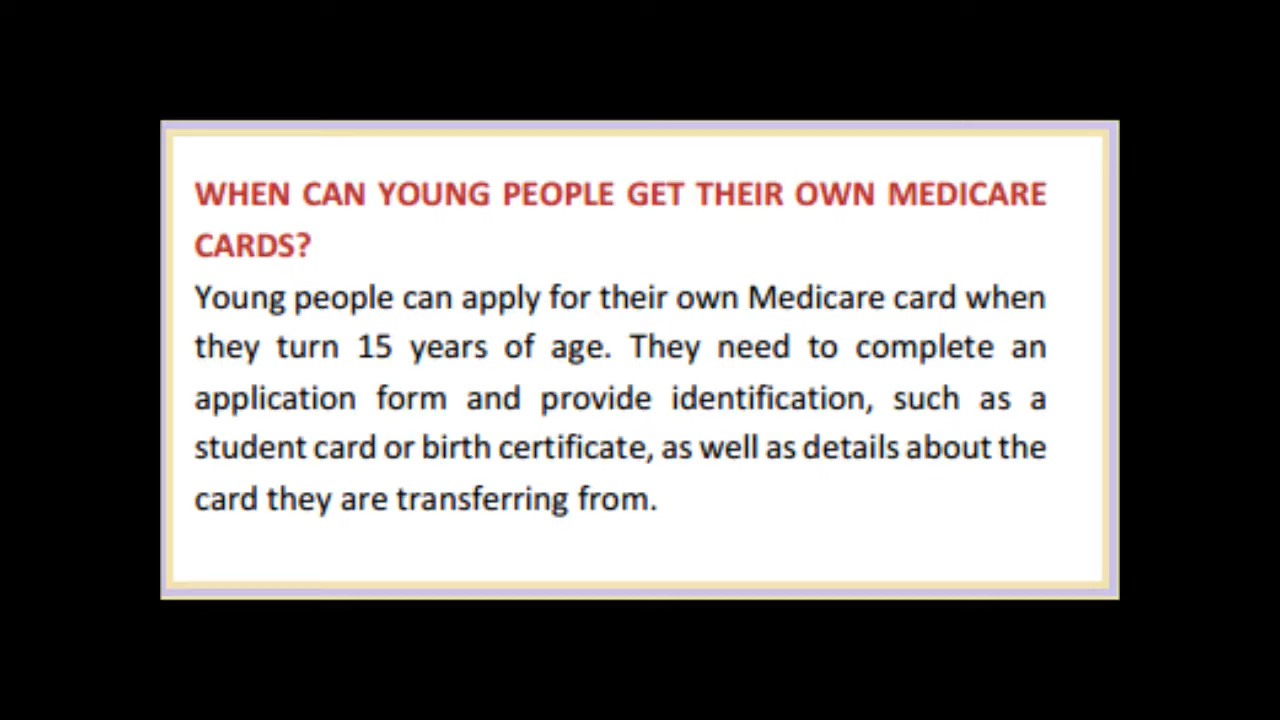 WHEN CAN YOUNG PEOPLE GET THEIR OWN MEDICARE
CARDS?
Young people can apply for their own Medicare card when
they turn 15 years of age. They need to complete an
application form and provide identification, such as a
student card or birth certificate, as well as details about the
card they are transferring from.